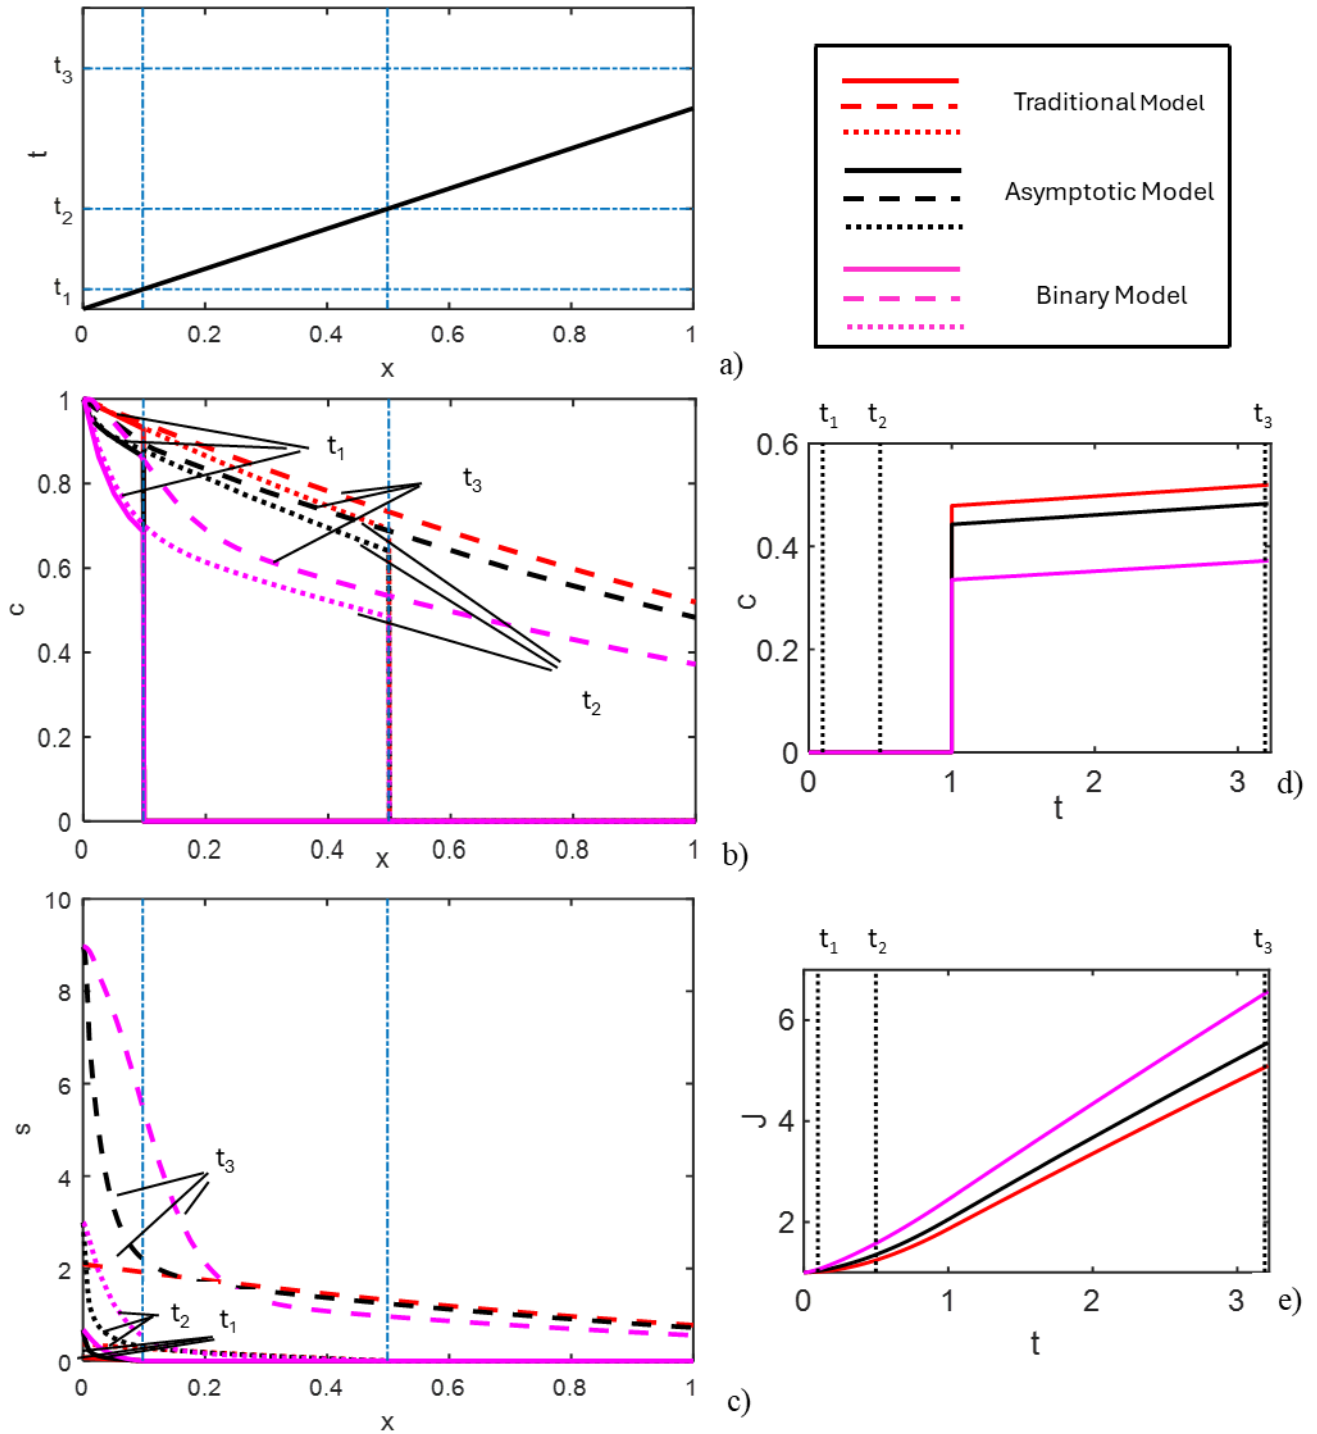 t3
t
t2
t1
0 0.2 0.4 0.6 0.8 1
x
a)
Traditional Model
Asymptotic Model
Binary Model
1
0.8
0.6
c
0.4
0.2
0
t1
t3
t2
0 0.2 0.4 0.6 0.8 1
x
b)
t1 t2 t3
0.6
0.4
c
0.2
0
0 1 2 3
t
d)
10
s
8
6
4
2
0
t3
t2 t1
0 0.2 0.4 0.6 0.8 1
x
c)
t1 t2 t3
6
J
4
2
0 1 2 3
t
e)